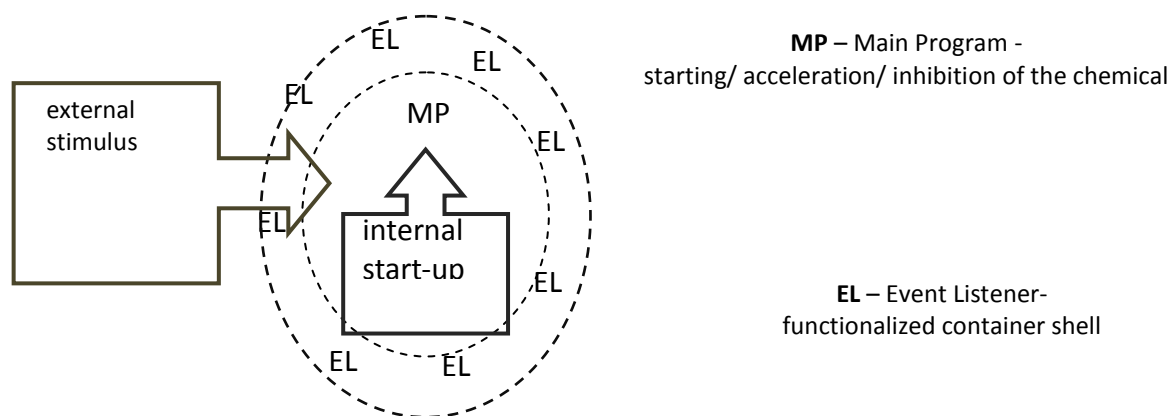 EL
EL
EL
external
stimulus
MP
EL
EL
internal
start-up
EL
EL
EL
MP – Main Program -
starting/ acceleration/ inhibition of the chemical
EL – Event Listener-
functionalized container shell